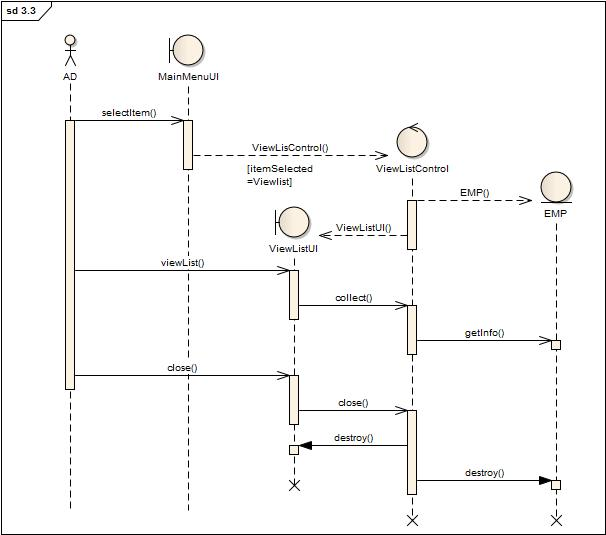 sd 3.3
AD
MainMenuUI
selectItem()
ViewLisControl()
[itemSelected
=Viewlist]
ViewListControl
EMP()
EMP
ViewListUI()
ViewListUI
viewList()
collect()
getInfo()
close()
close()
destroy()
destroy()